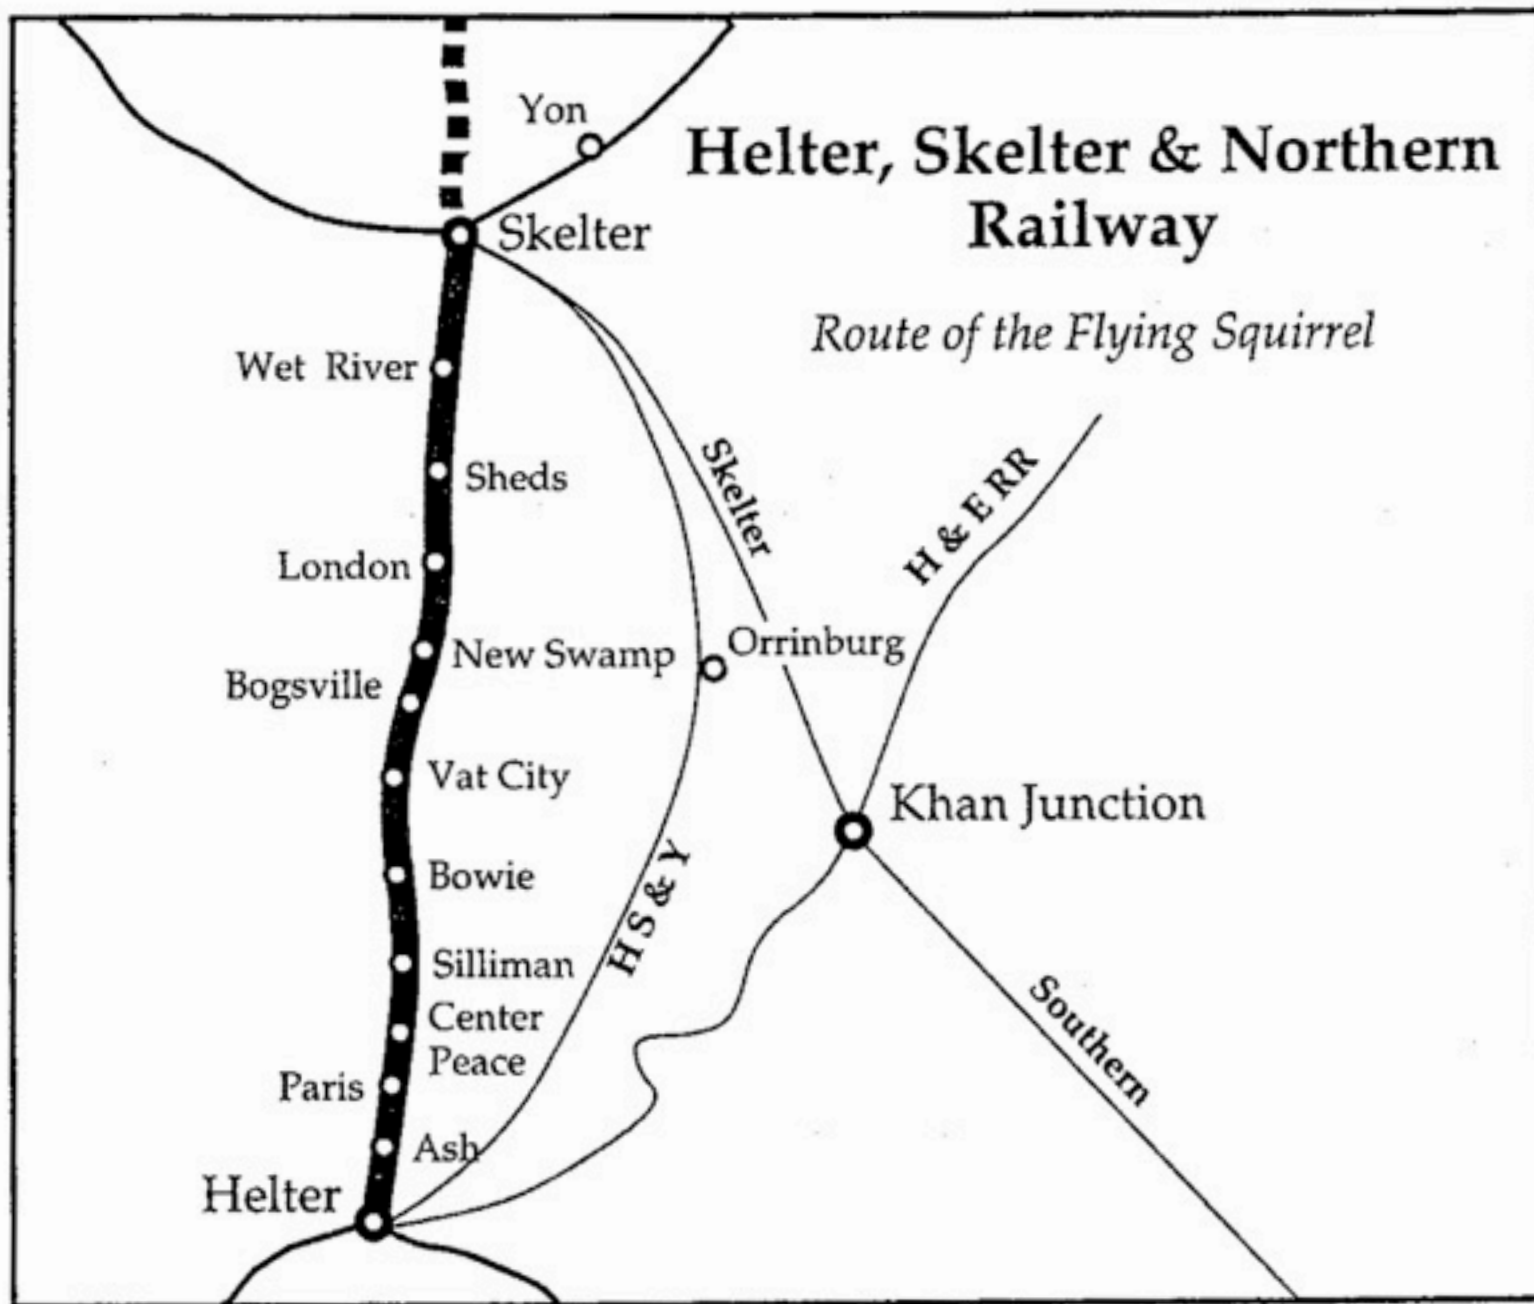 Yon
Helter, Skelter & Northern
Railway
Skelter
Route of the Flying Squirrel
Wet River
Sheds
Skelter
H & E RR
London
New Swamp
Orrinburg
Bogsville
Vat City
Khan Junction
Bowie
H S & Y
Silliman
Center
Peace
Southern
Paris
Ash
Helter